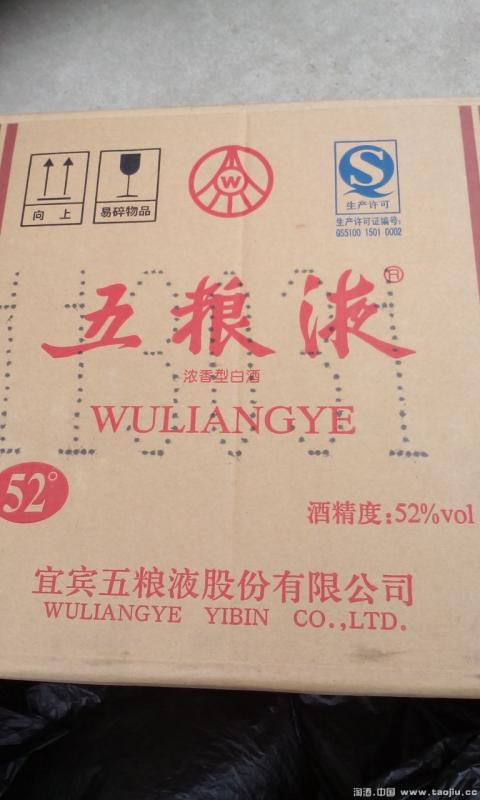 向 上
易碎物品
W
QS
生产许可
生产许可证编号:
QS5100 1501 0002
五粮液®
浓香型白酒
WULIANGYE
52°
酒精度:52%vol
宜宾五粮液股份有限公司
WULIANGYE YIBIN CO.,LTD.
淘酒.中国 www.taojiu.cc